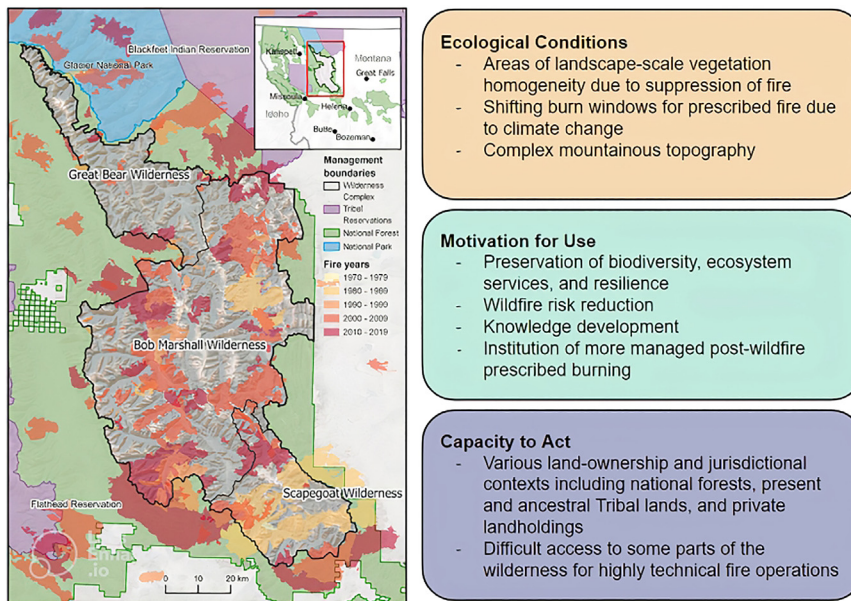 Blackfeet Indian Reservation
Glacier National Park
Great Bear Wilderness
Bob Marshall Wilderness
Scapegoat Wilderness
Flathead Reservation
Kalispell
Montana
Great Falls
Missoula
Helena
Idaho
Butte
Bozeman
Management
boundaries
Wilderness
Complex
Tribal
Reservations
National Forest
National Park
Fire years
1970 - 1979
1980 - 1989
1990 - 1999
2000 - 2009
2010 - 2019
0 10 20 km
.io
Ecological Conditions
- Areas of landscape-scale vegetation
homogeneity due to suppression of fire
- Shifting burn windows for prescribed fire due
to climate change
- Complex mountainous topography
Motivation for Use
- Preservation of biodiversity, ecosystem
services, and resilience
- Wildfire risk reduction
- Knowledge development
- Institution of more managed post-wildfire
prescribed burning
Capacity to Act
- Various land-ownership and jurisdictional
contexts including national forests, present
and ancestral Tribal lands, and private
landholdings
- Difficult access to some parts of the
wilderness for highly technical fire operations